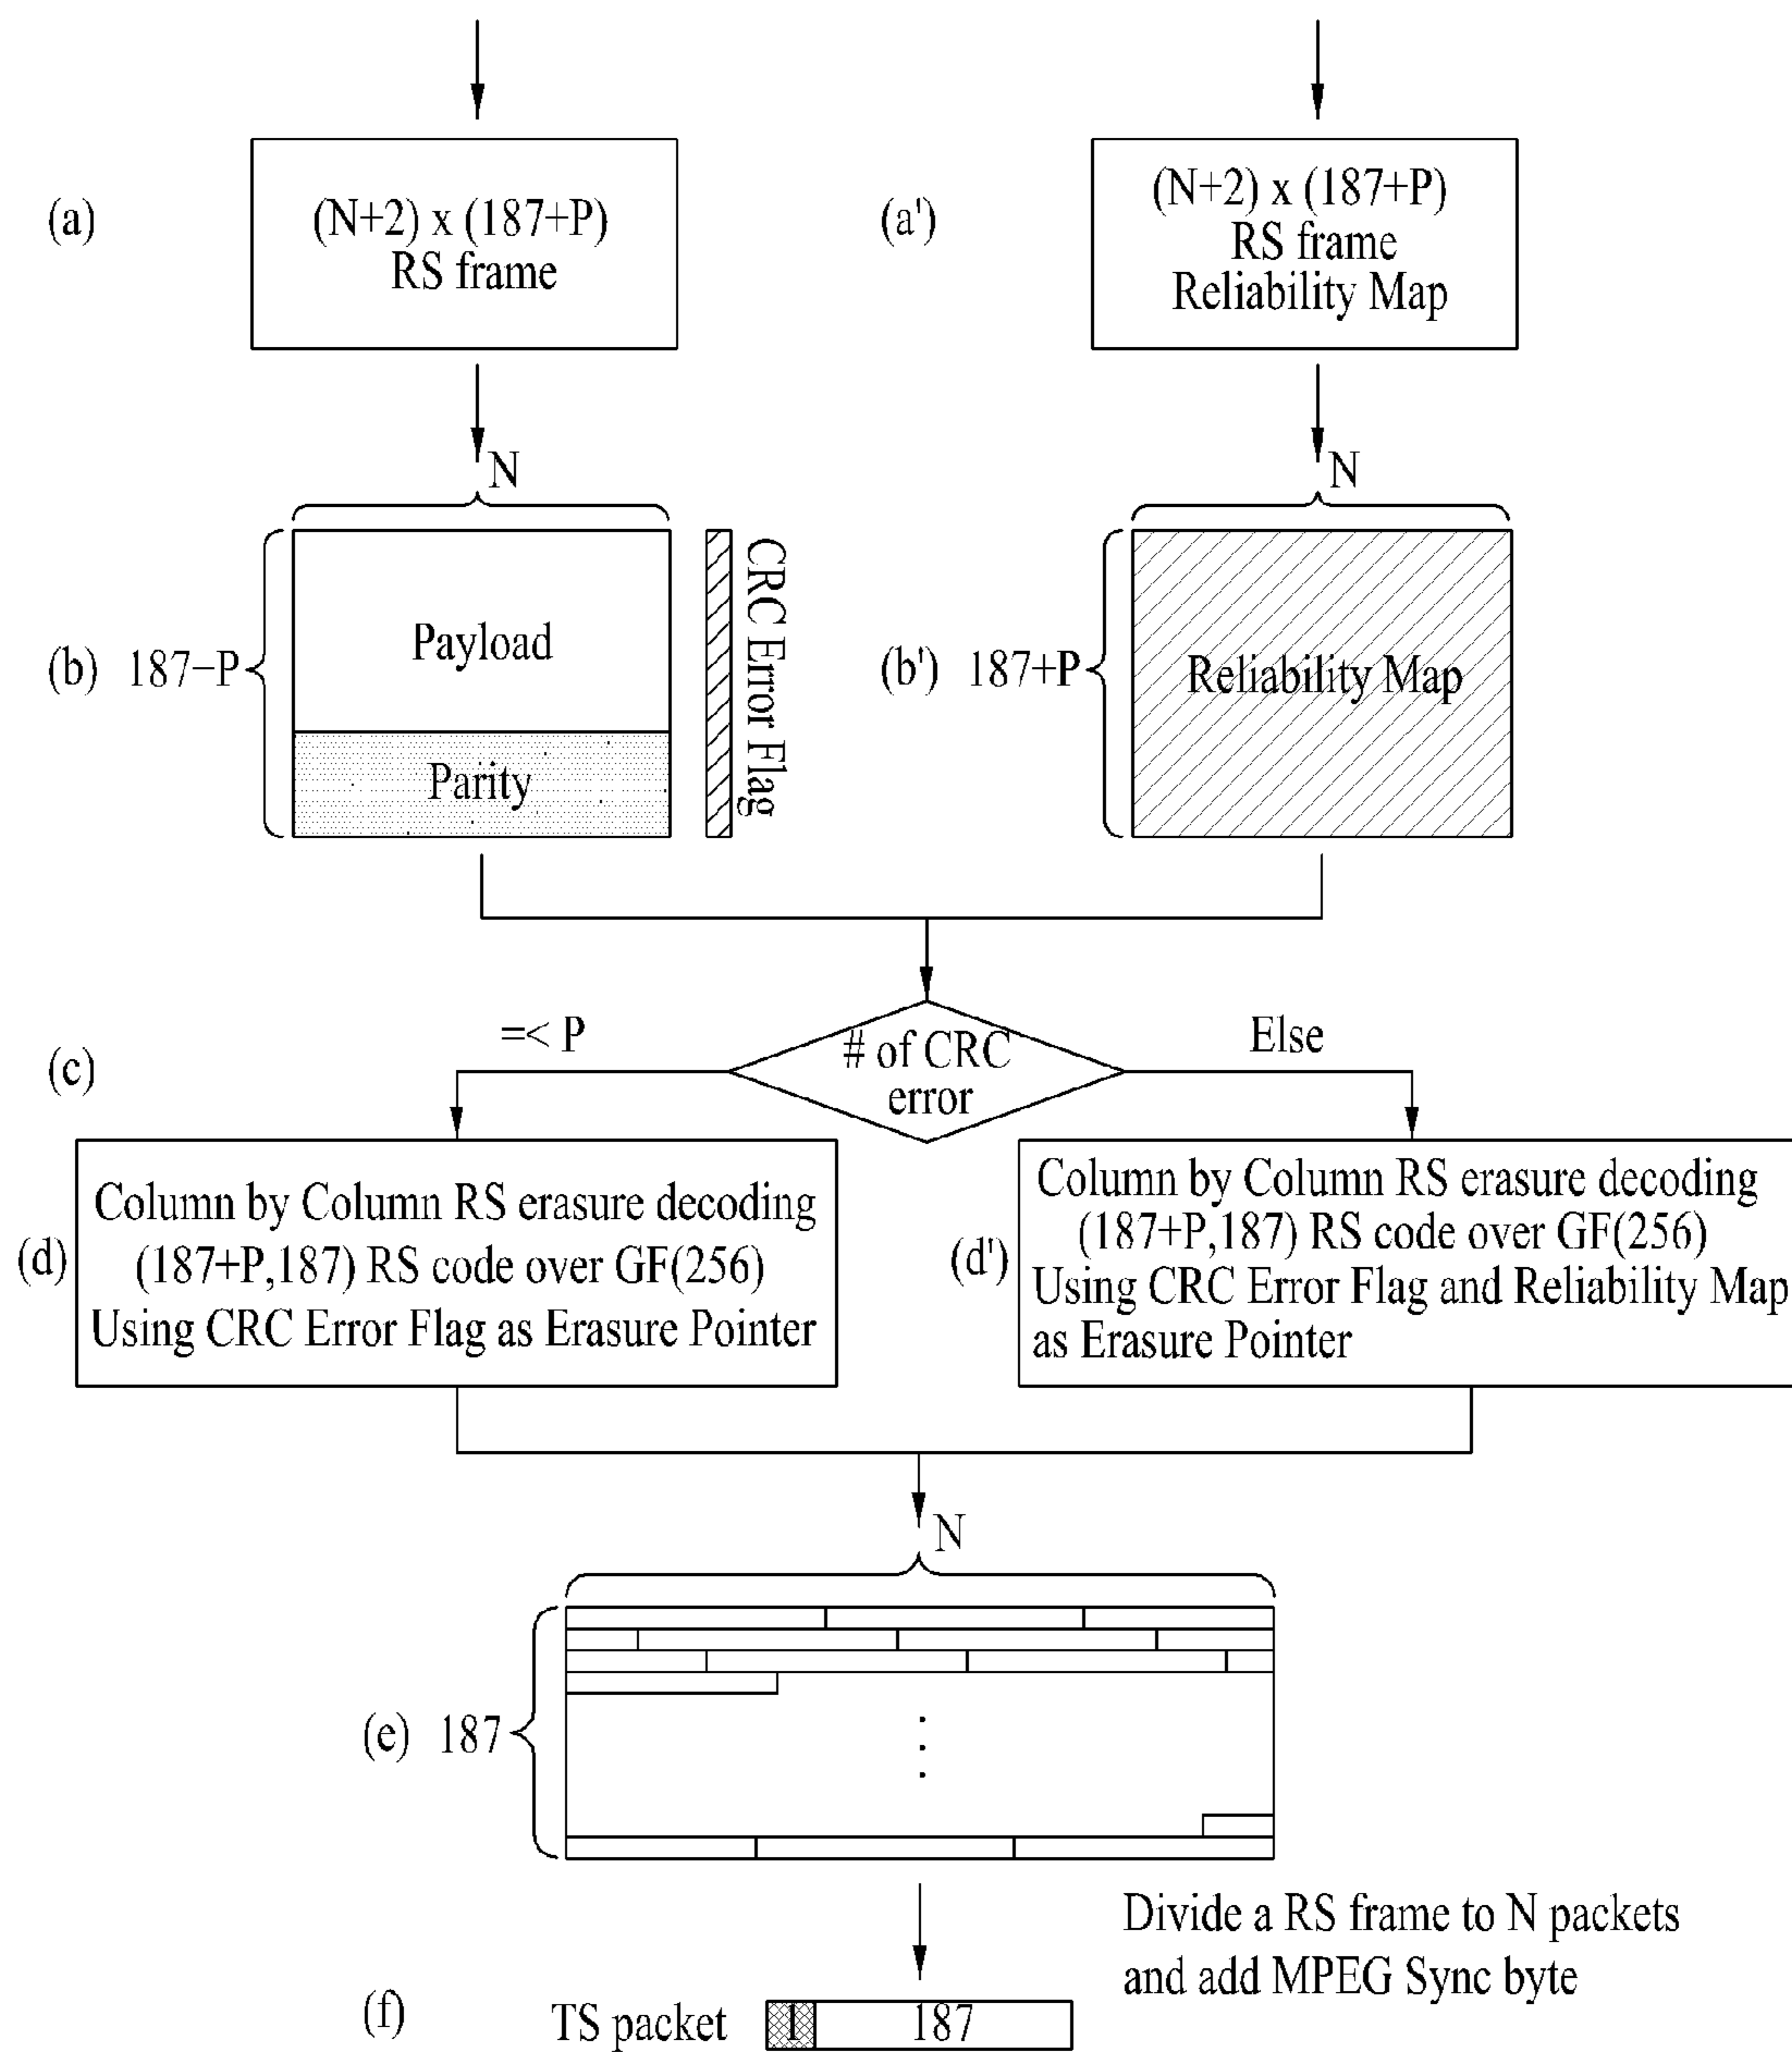 (a)
(N+2) x (187+P)
RS frame
(a')
(N+2) x (187+P)
RS frame
Reliability Map
N
N
(b)
187−P
Payload
Parity
CRC Error Flag
(b')
187+P
Reliability Map
(c)
=< P
# of CRC
error
Else
(d)
Column by Column RS erasure decoding
(187+P,187) RS code over GF(256)
Using CRC Error Flag as Erasure Pointer
(d')
Column by Column RS erasure decoding
(187+P,187) RS code over GF(256)
Using CRC Error Flag and Reliability Map
as Erasure Pointer
N
(e)
187
Divide a RS frame to N packets
and add MPEG Sync byte
(f)
TS packet
1
187